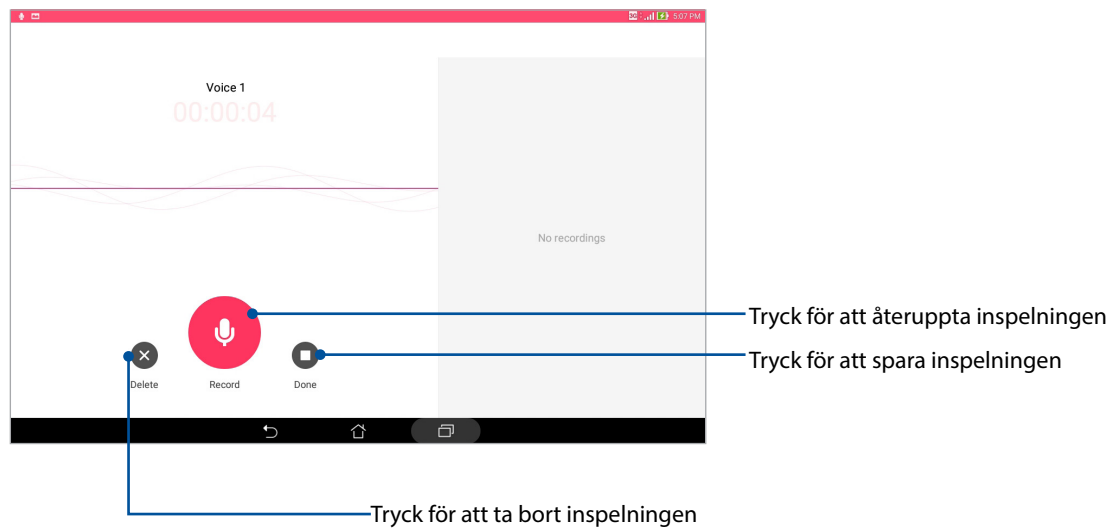 3G 5:07 PM
Voice 1
00:00:04
No recordings
Tryck för att återuppta inspelningen
Tryck för att spara inspelningen
Delete Record Done
Tryck för att ta bort inspelningen